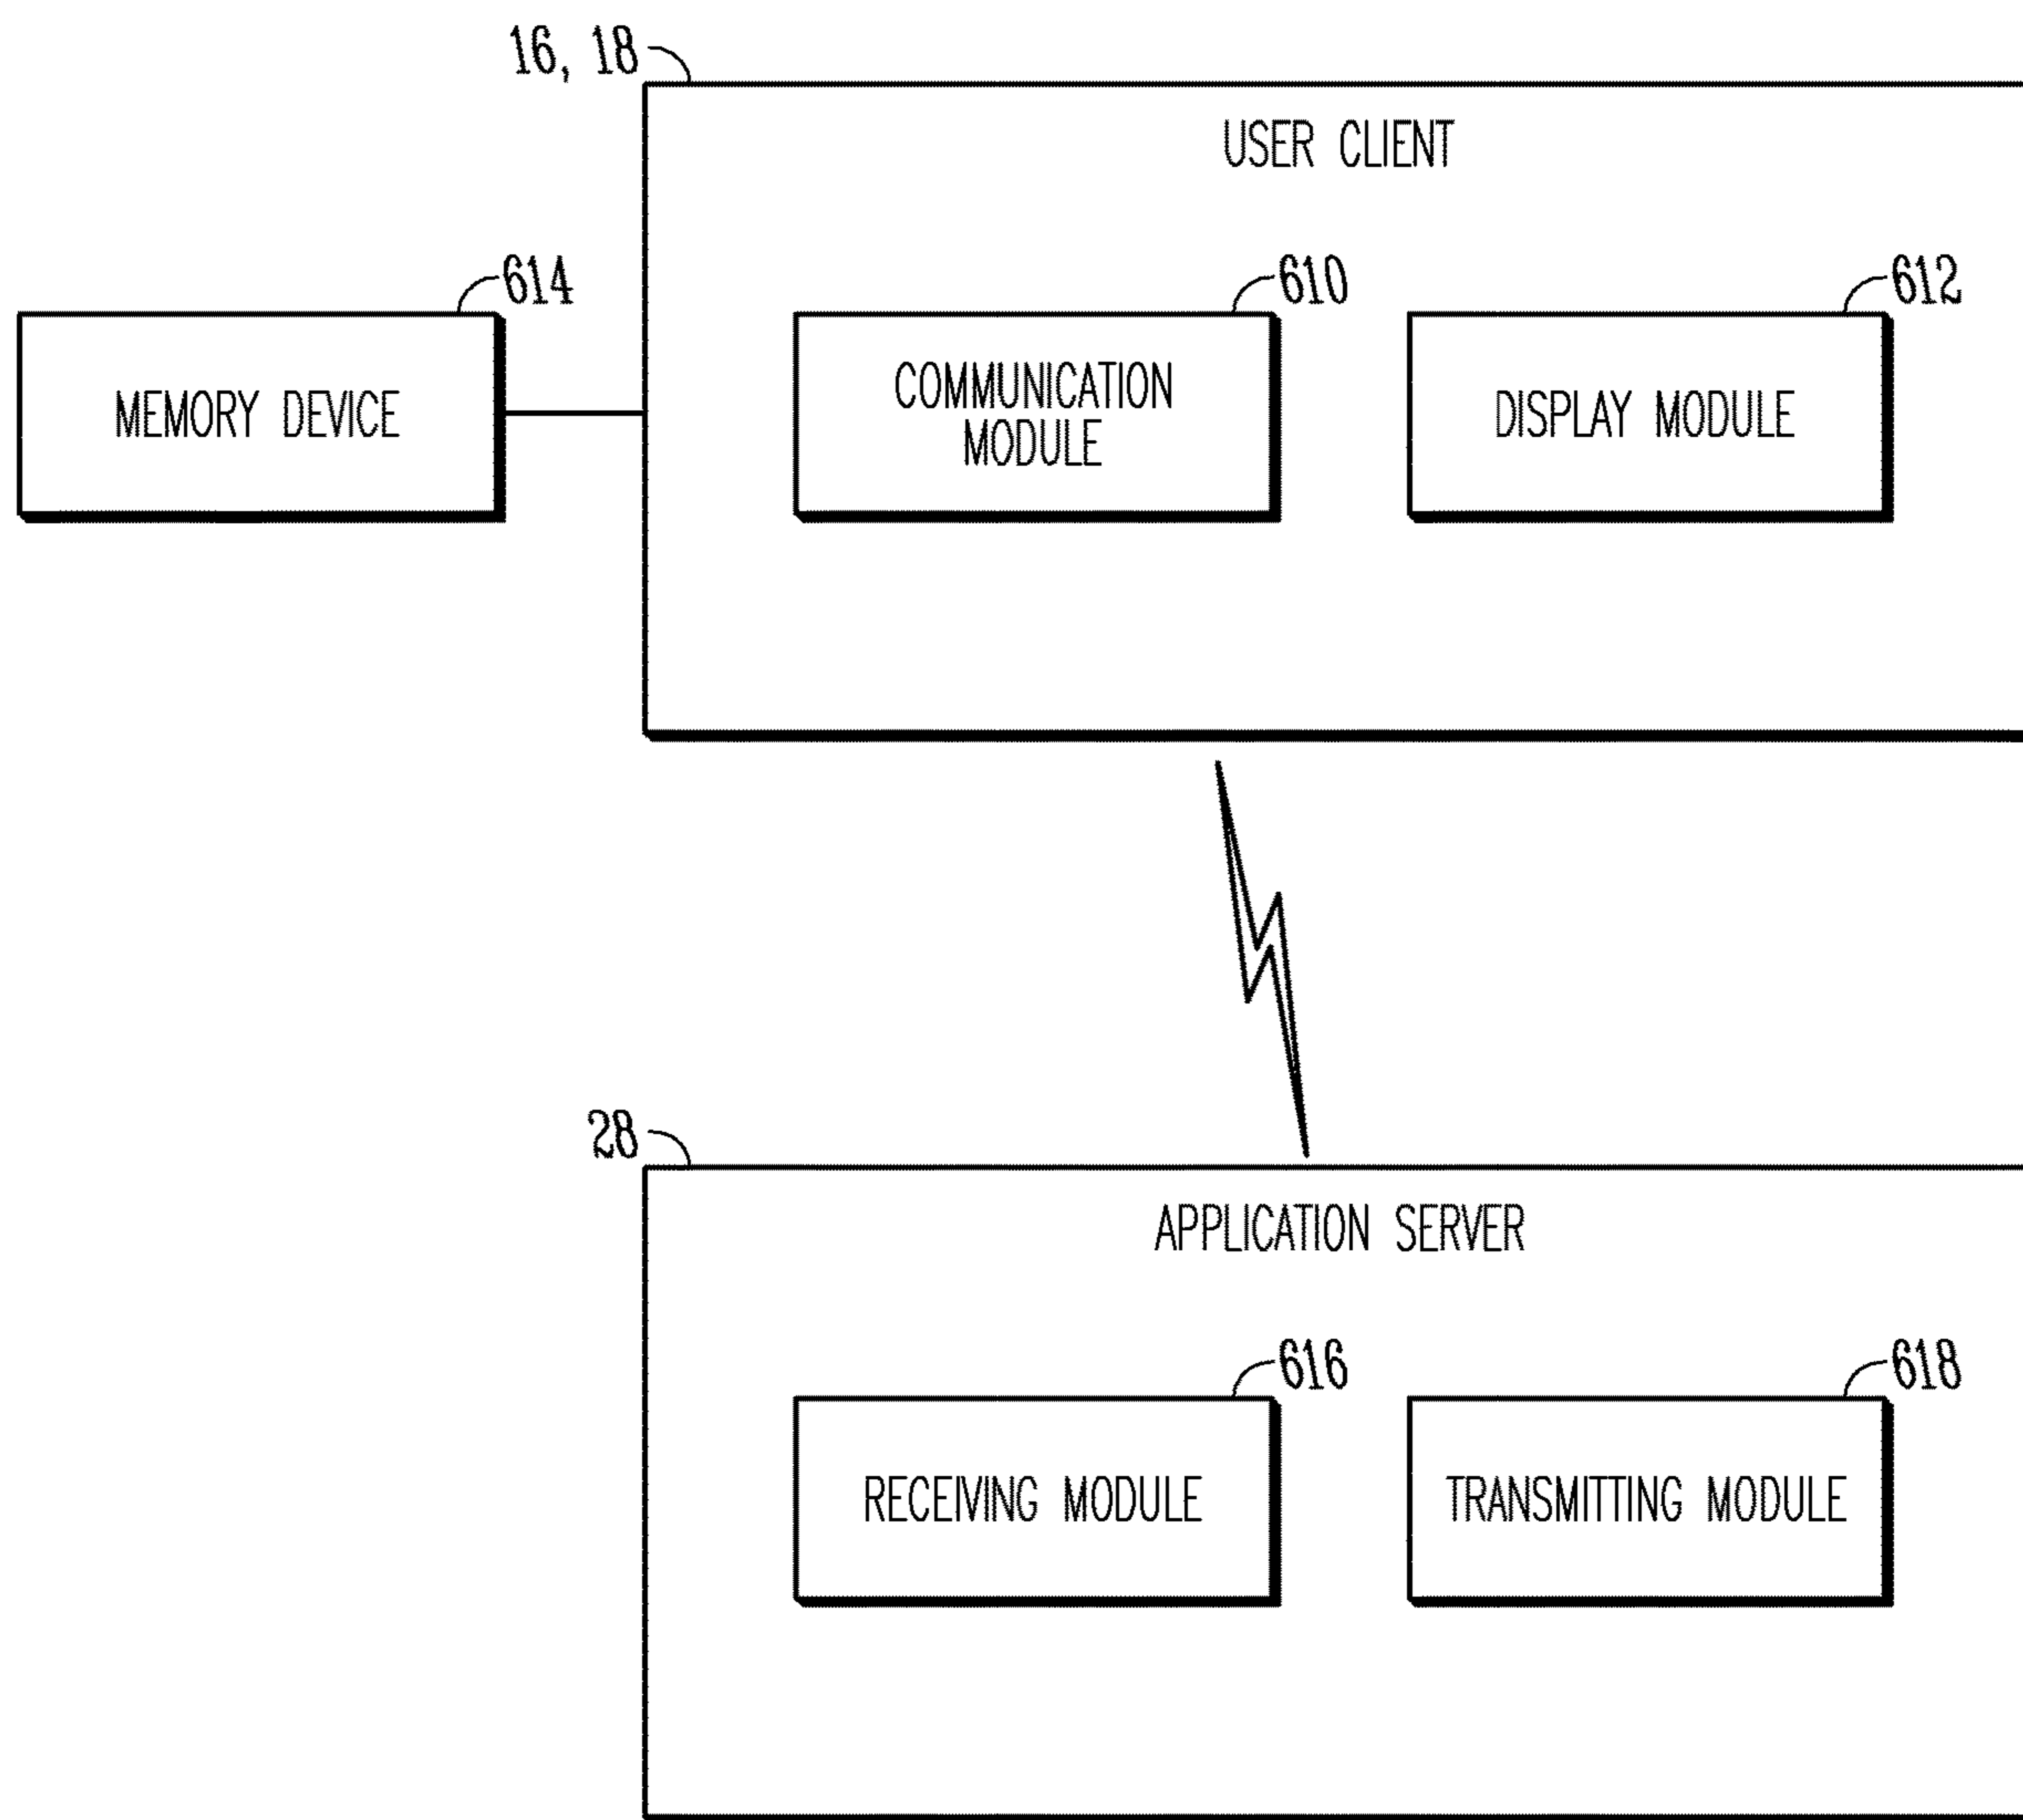 16, 18
USER CLIENT
614
610
612
MEMORY DEVICE
COMMUNICATION
MODULE
DISPLAY MODULE
28
APPLICATION SERVER
616
618
RECEIVING MODULE
TRANSMITTING MODULE